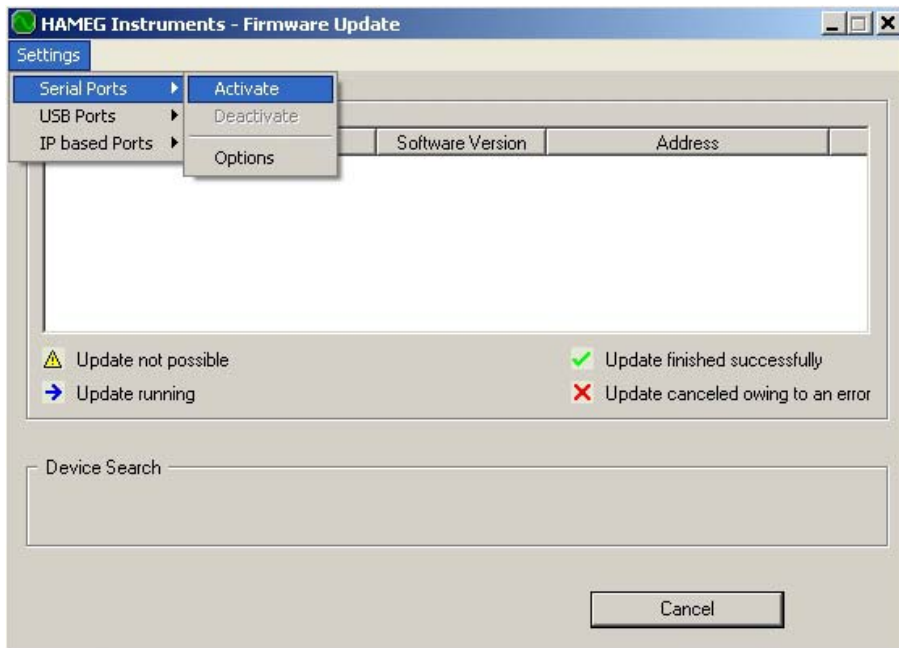 HAMEG Instruments - Firmware Update
Settings
Serial Ports
USB Ports
IP based Ports
Activate
Deactivate
Options
Software Version
Address
Update not possible
Update finished successfully
Update running
Update canceled owing to an error
Device Search
Cancel